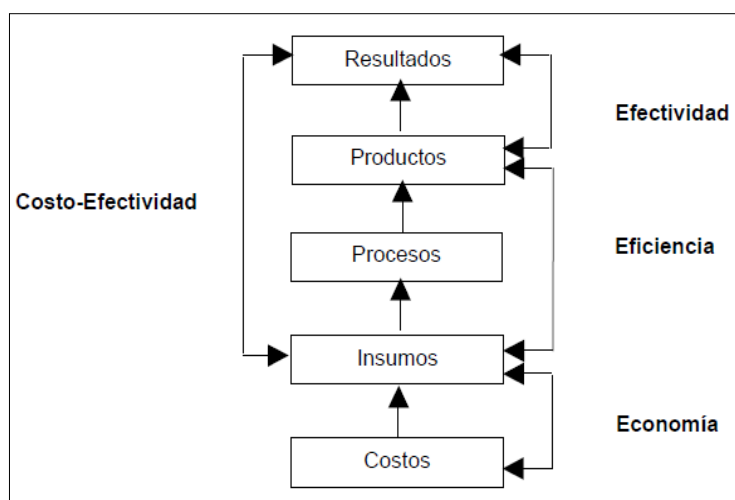 Resultados
Efectividad
Productos
Costo-Efectividad
Procesos
Eficiencia
Insumos
Economía
Costos